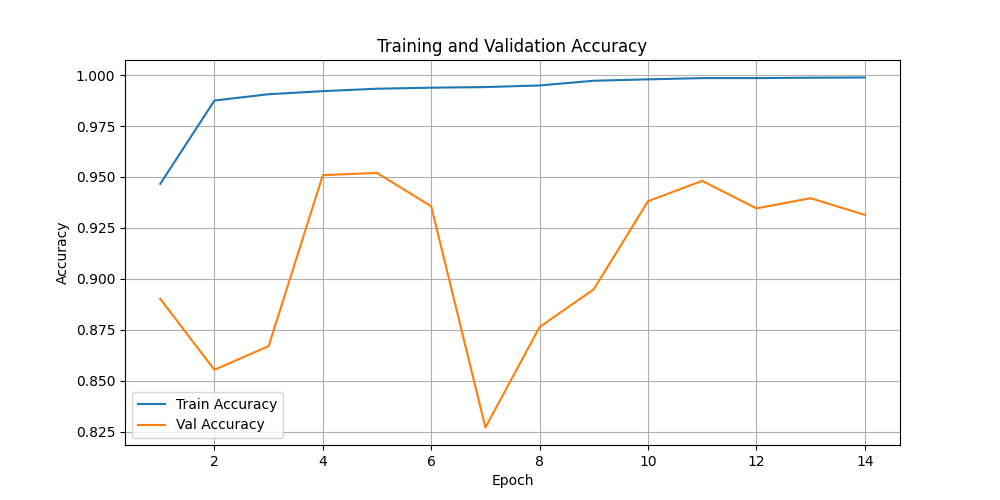 Training and Validation Accuracy
1.000
0.975
0.950
0.925
0.900
0.875
0.850
0.825
Accuracy
Train Accuracy
Val Accuracy
2 4 6 8 10 12 14
Epoch